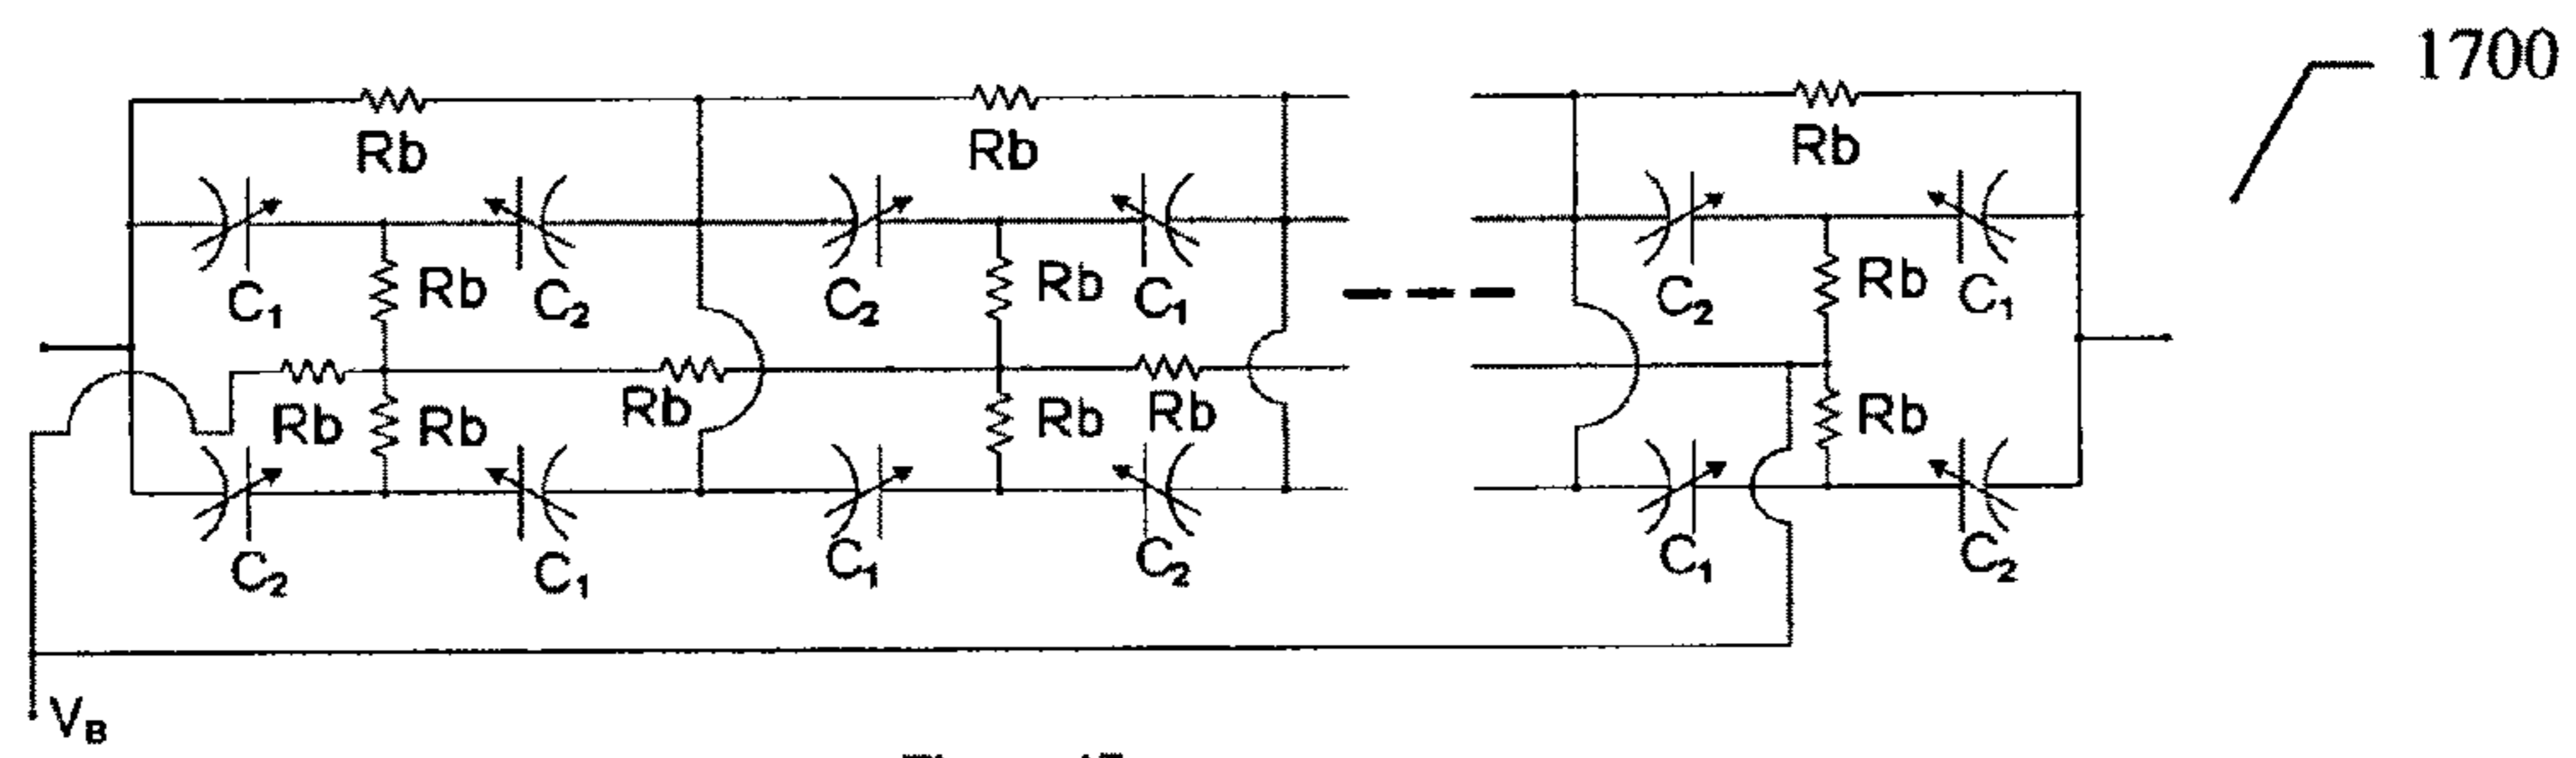 1700
Rb Rb Rb
C₁ Rb C₂ C₂ Rb C₁ C₂ Rb C₁
Rb Rb Rb Rb Rb Rb Rb
C₂ C₁ C₁ C₂ C₁ C₂
V_B